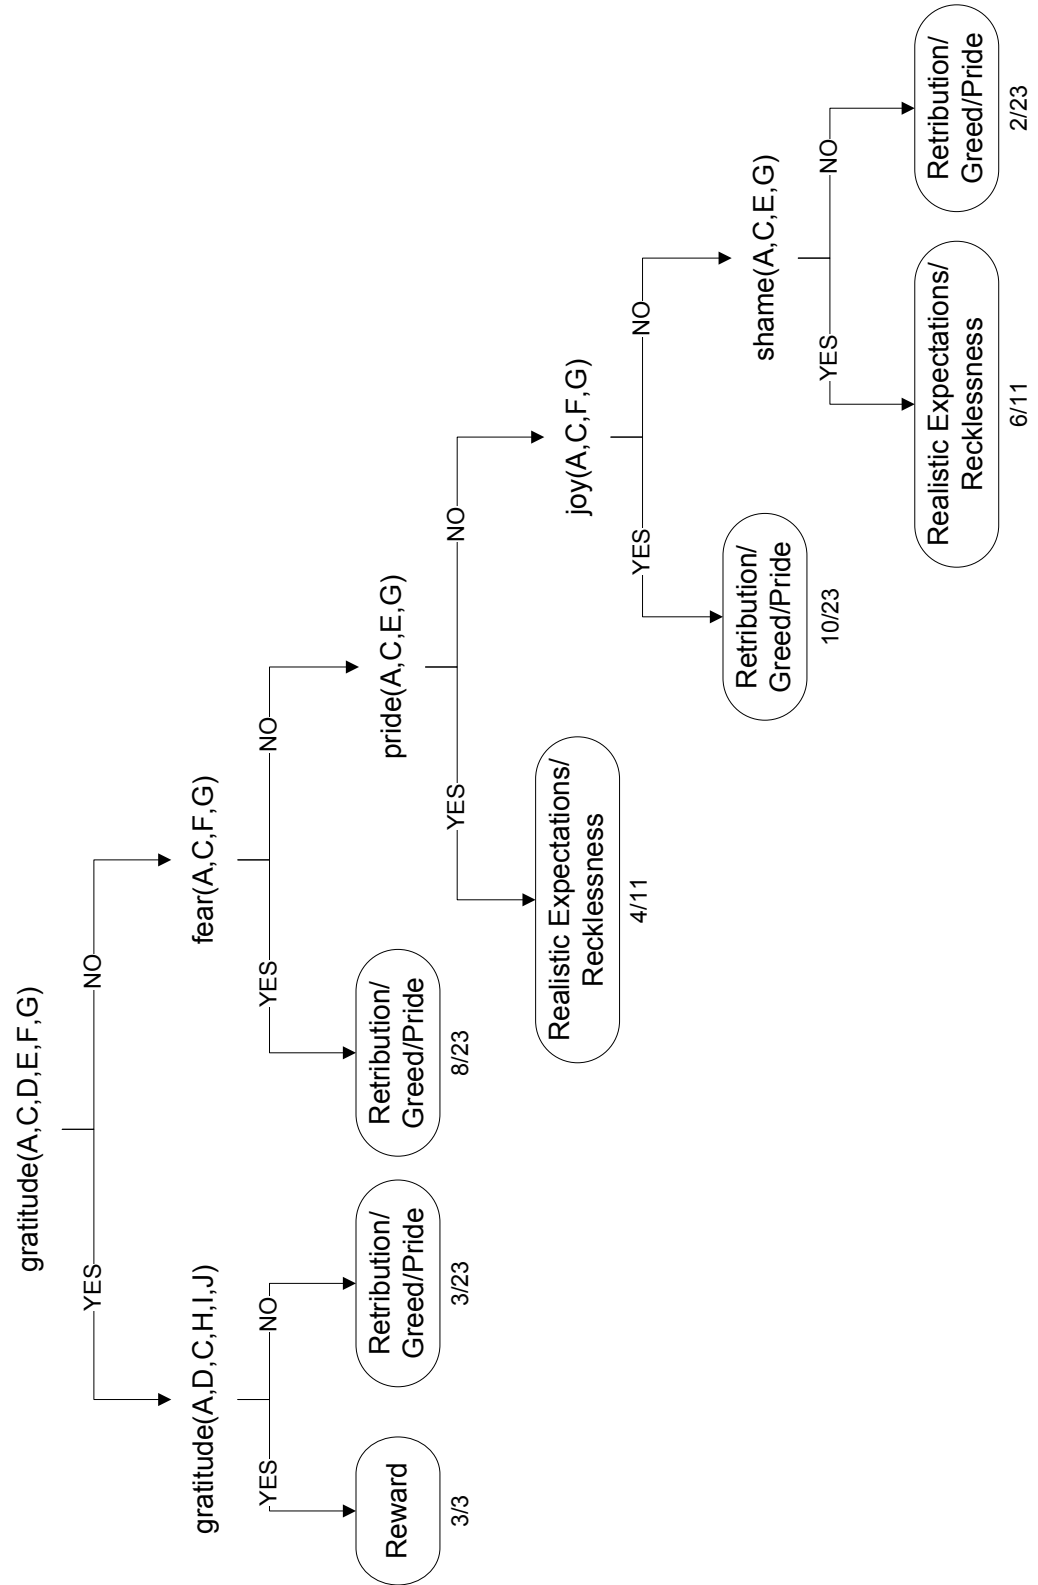 gratitude(A,C,D,E,F,G)
YES
NO
gratitude(A,D,C,H,I,J)
fear(A,C,F,G)
YES
NO
YES
NO
Reward
3/3
Retribution/
Greed/Pride
3/23
Retribution/
Greed/Pride
8/23
pride(A,C,E,G)
YES
NO
Realistic Expectations/
Recklessness
4/11
joy(A,C,F,G)
YES
NO
Retribution/
Greed/Pride
10/23
shame(A,C,E,G)
YES
NO
Realistic Expectations/
Recklessness
6/11
Retribution/
Greed/Pride
2/23